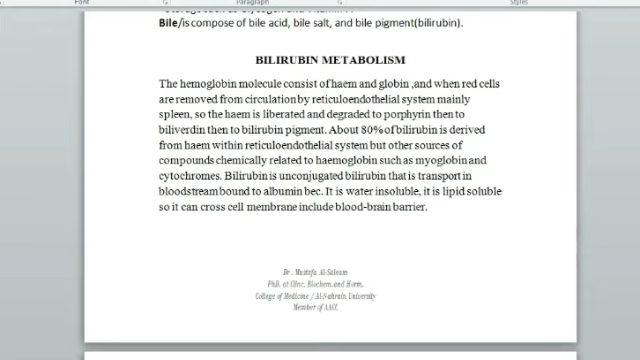 Font Paragraph Styles
Bile/is compose of bile acid, bile salt, and bile pigment(bilirubin).
BILIRUBIN METABOLISM
The hemoglobin molecule consist of haem and globin ,and when red cells
are removed from circulation by reticuloendothelial system mainly
spleen, so the haem is liberated and degraded to porphyrin then to
biliverdin then to bilirubin pigment. About 80% of bilirubin is derived
from haem within reticuloendothelial system but other sources of
compounds chemically related to haemoglobin such as myoglobin and
cytochromes. Bilirubin is unconjugated bilirubin that is transport in
bloodstream bound to albumin bec. It is water insoluble, it is lipid soluble
so it can cross cell membrane include blood-brain barrier.
Dr . Mustafa Al-Saleem
PhD. at Clinc. Biochem.and Horm.
College of Medicine / Al-Nahrain University
Member of AACC